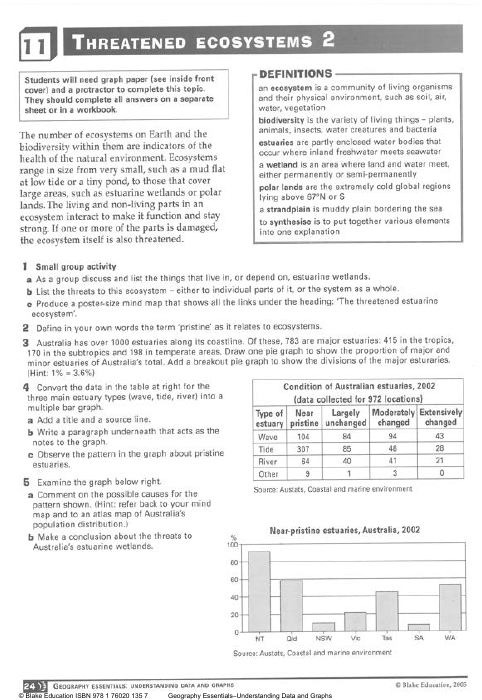 11 THREATENED ECOSYSTEMS 2
Students will need graph paper (see inside front
cover) and a protractor to complete this topic.
They should complete all answers on a separate
sheet or in a workbook.
The number of ecosystems on Earth and the
biodiversity within them are indicators of the
health of the natural environment. Ecosystems
range in size from very small, such as a mud flat
at low tide or a tiny pond, to those that cover
large areas, such as estuarine wetlands or polar
lands. The living and non-living parts in an
ecosystem interact to make it function and stay
strong. If one or more of the parts is damaged,
the ecosystem itself is also threatened.
DEFINITIONS
an ecosystem is a community of living organisms
and their physical environment, such as soil, air,
water, vegetation
biodiversity is the variety of living things – plants,
animals, insects, water creatures and bacteria
estuaries are partly enclosed water bodies that
occur where inland freshwater meets seawater
a wetland is an area where land and water meet,
either permanently or semi-permanently
polar lands are the extremely cold global regions
lying above 67°N or S
a strandplain is muddy plain bordering the sea
to synthesise is to put together various elements
into one explanation
1 Small group activity
a As a group discuss and list the things that live in, or depend on, estuarine wetlands.
b List the threats to this ecosystem – either to individual parts of it, or the system as a whole.
c Produce a poster-size mind map that shows all the links under the heading: 'The threatened estuarine
ecosystem'.
2 Define in your own words the term 'pristine' as it relates to ecosystems.
3 Australia has over 1000 estuaries along its coastline. Of these, 783 are major estuaries: 415 in the tropics,
170 in the subtropics and 198 in temperate areas. Draw one pie graph to show the proportion of major and
minor estuaries of Australia's total. Add a breakout pie graph to show the divisions of the major esturaries.
(Hint: 1% = 3.6%)
4 Convert the data in the table at right for the
three main estuary types (wave, tide, river) into a
multiple bar graph.
a Add a title and a source line.
b Write a paragraph underneath that acts as the
notes to the graph.
c Observe the pattern in the graph about pristine
estuaries.
5 Examine the graph below right.
a Comment on the possible causes for the
pattern shown. (Hint: refer back to your mind
map and to an atlas map of Australia's
population distribution.)
b Make a conclusion about the threats to
Australia's estuarine wetlands.
Condition of Australian estuaries, 2002
(data collected for 972 locations)
Type of estuary Near pristine Largely unchanged Moderately changed Extensively changed
Wave 104 84 94 43
Tide 307 85 48 28
River 64 40 41 21
Other 9 1 3 0
Source: Austats, Coastal and marine environment
Near-pristine estuaries, Australia, 2002
%
100
80
60
40
20
0
NT Qld NSW Vic Tas SA WA
Source: Austats, Coastal and marine environment
24 GEOGRAPHY ESSENTIALS: UNDERSTANDING DATA AND GRAPHS
© Blake Education, 2005
© Blake Education ISBN 978 1 76020 135 7 Geography Essentials–Understanding Data and Graphs